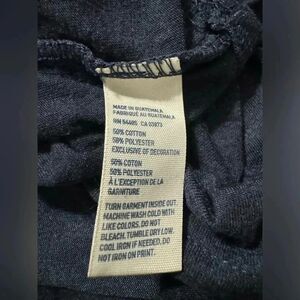 MADE IN GUATEMALA
FABRIQUÉ AU GUATEMALA
RN 54485 CA 03973
50% COTTON
50% POLYESTER
EXCLUSIVE OF DECORATION
50% COTON
50% POLYESTER
À L'EXCEPTION DE LA
GARNITURE
TURN GARMENT INSIDE OUT.
MACHINE WASH COLD WITH
LIKE COLORS. DO NOT
BLEACH. TUMBLE DRY LOW.
COOL IRON IF NEEDED. DO
NOT IRON ON PRINT.